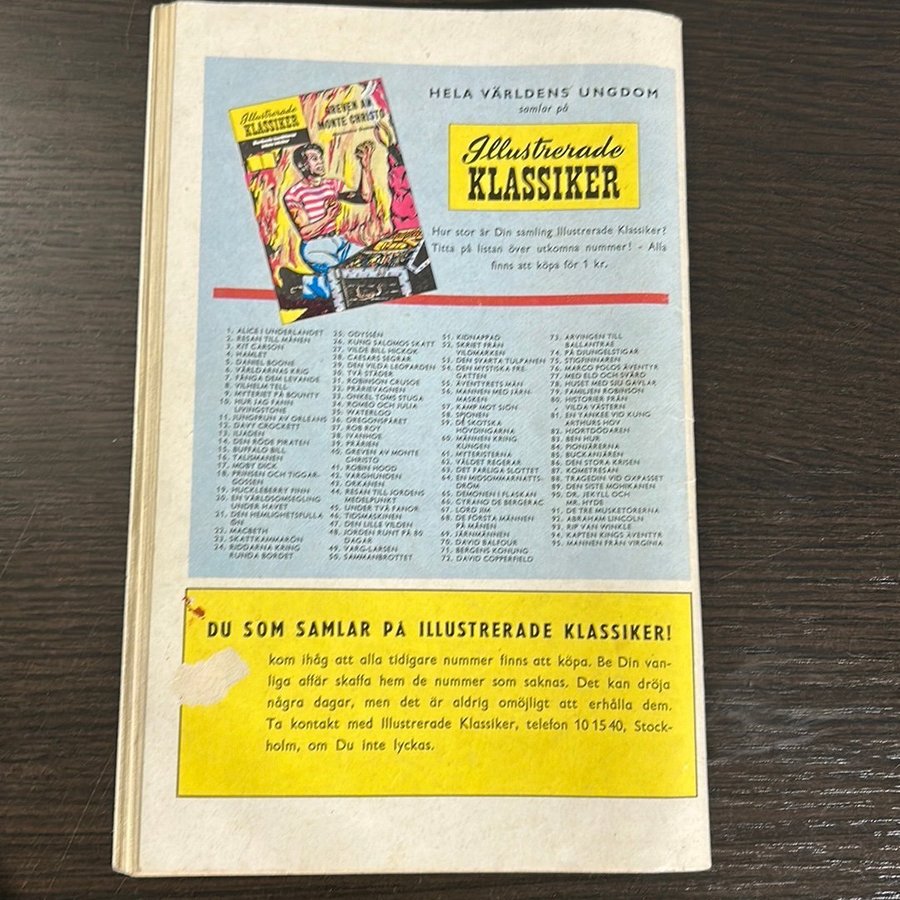 HELA VÄRLDENS UNGDOM
samlar på
Illustrerade
KLASSIKER
Illustrerade
KLASSIKER
GREVEN AV
MONTE CHRISTO
Hur stor är Din samling Illustrerade Klassiker?
Titta på listan över utkomna nummer! - Alla
finns att köpa för 1 kr.
1. ALICE I UNDERLANDET
2. RESAN TILL MÅNEN
3. KIT CARSON
4. HAMLET
5. DANIEL BOONE
6. VÄRLDARNAS KRIG
7. FÅNGA DEM LEVANDE
8. VILHELM TELL
9. MYTERIET PÅ BOUNTY
10. HUR JAG FANN
LIVINGSTONE
11. JUNGFRUN AV ORLEANS
12. DAVY CROCKETT
13. ILIADEN
14. DEN RÖDE PIRATEN
15. BUFFALO BILL
16. TALISMANEN
17. MOBY DICK
18. PRINSEN OCH TIGGAR-
GOSSEN
19. HUCKLEBERRY FINN
20. EN VÄRLDSOMSEGLING
UNDER HAVET
21. DEN HEMLIGHETSFULLA
ÖN
22. MACBETH
23. SKATTKAMMARÖN
24. RIDDARNA KRING
RUNDA BORDET
25. ODYSSEN
26. KUNG SALOMOS SKATT
27. VILDE BILL HICKOK
28. CAESARS SEGRAR
29. DEN VILDA LEOPARDEN
30. TVÅ STÄDER
31. ROBINSON CRUSOE
32. PRÄRIEVAGNEN
33. ONKEL TOMS STUGA
34. ROMEO OCH JULIA
35. WATERLOO
36. OREGONSPÅRET
37. ROB ROY
38. IVANHOE
39. PRÄRIEN
40. GREVEN AV MONTE
CHRISTO
41. ROBIN HOOD
42. VARGHUNDEN
43. ORKANEN
44. RESAN TILL JORDENS
MEDELPUNKT
45. UNDER TVÅ FANOR
46. TIDSMASKINEN
47. DEN LILLE VILDEN
48. JORDEN RUNT PÅ 80
DAGAR
49. VARG-LARSEN
50. SAMMANBROTTET
51. KIDNAPPAD
52. SKRIET FRÅN
VILDMARKEN
53. DEN SVARTA TULPANEN
54. DEN MYSTISKA FRE-
GATTEN
55. ÄVENTYRETS MÄN
56. MANNEN MED JÄRN-
MASKEN
57. KAMP MOT SIOUX
58. SPIONEN
59. DE SKOTSKA
HÖVDINGARNA
60. MÄNNEN KRING
KUNGEN
61. MYTERISTERNA
62. VÅLDET REGERAR
63. DET FARLIGA SLOTTET
64. EN MIDSOMMARNATTS-
DRÖM
65. DEMONEN I FLASKAN
66. CYRANO DE BERGERAC
67. LORD JIM
68. DE FÖRSTA MÄNNEN
PÅ MÅNEN
69. JÄRNMÄNNEN
70. DAVID BALFOUR
71. BERGENS KONUNG
72. DAVID COPPERFIELD
73. ARVINGEN TILL
BALLANTRAE
74. PÅ DJUNGELSTIGAR
75. STIGFINNAREN
76. MARCO POLOS ÄVENTYR
77. MED ELD OCH SVÄRD
78. HUSET MED SJU GAVLAR
79. FAMILJEN ROBINSON
80. HISTORIER FRÅN
VILDA VÄSTERN
81. EN YANKEE VID KUNG
ARTHURS HOV
82. HJORTDÖDAREN
83. BEN HUR
84. PIONJÄRERNA
85. BUCKANJÄREN
86. DEN STORA KRISEN
87. KOMETRESAN
88. TRAGEDIN VID OXPASSET
89. DEN SISTE MOHIKANEN
90. DR. JEKYLL OCH
MR. HYDE
91. DE TRE MUSKETÖRERNA
92. ABRAHAM LINCOLN
93. RIP VAN WINKLE
94. KAPTEN KINGS ÄVENTYR
95. MANNEN FRÅN VIRGINIA
DU SOM SAMLAR PÅ ILLUSTRERADE KLASSIKER!
kom ihåg att alla tidigare nummer finns att köpa. Be Din van-
liga affär skaffa hem de nummer som saknas. Det kan dröja
några dagar, men det är aldrig omöjligt att erhålla dem.
Ta kontakt med Illustrerade Klassiker, telefon 10 15 40, Stock-
holm, om Du inte lyckas.